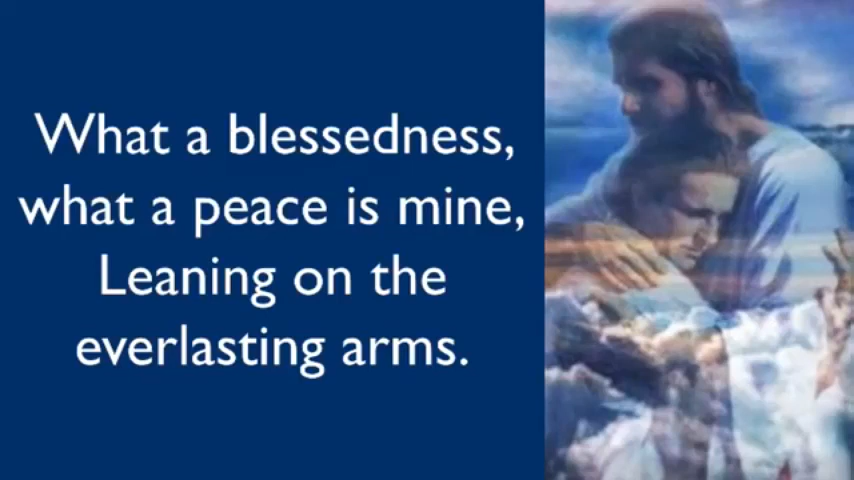 What a blessedness,
what a peace is mine,
Leaning on the
everlasting arms.